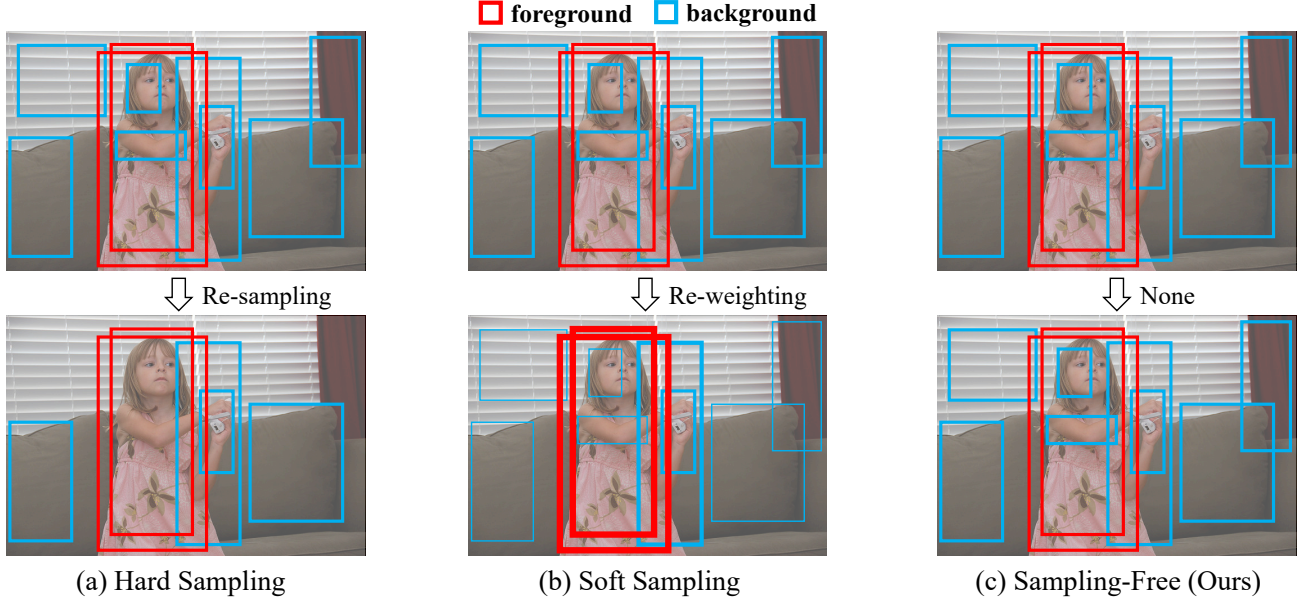 foreground background
Re-sampling Re-weighting None
(a) Hard Sampling (b) Soft Sampling (c) Sampling-Free (Ours)